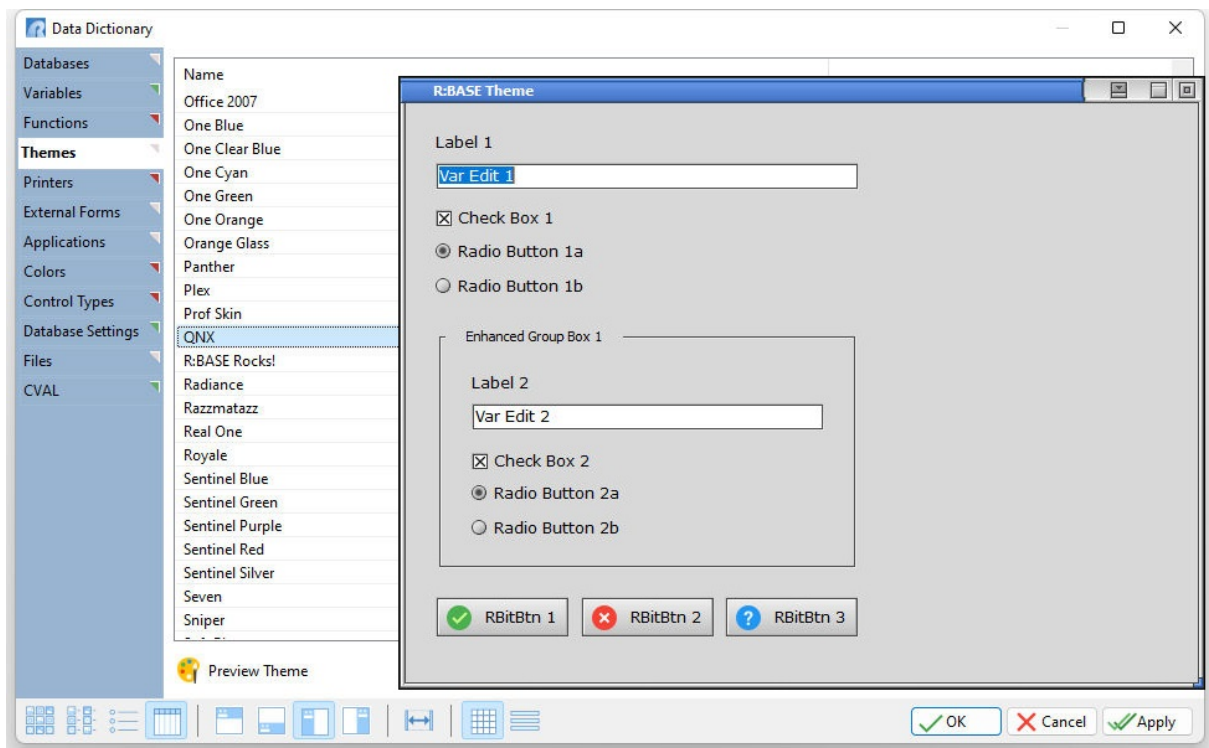 Data Dictionary
Databases
Variables
Functions
Themes
Printers
External Forms
Applications
Colors
Control Types
Database Settings
Files
CVAL
Name
Office 2007
One Blue
One Clear Blue
One Cyan
One Green
One Orange
Orange Glass
Panther
Plex
Prof Skin
QNX
R:BASE Rocks!
Radiance
Razzmatazz
Real One
Royale
Sentinel Blue
Sentinel Green
Sentinel Purple
Sentinel Red
Sentinel Silver
Seven
Sniper
Preview Theme
R:BASE Theme
Label 1
Var Edit 1
Check Box 1
Radio Button 1a
Radio Button 1b
Enhanced Group Box 1
Label 2
Var Edit 2
Check Box 2
Radio Button 2a
Radio Button 2b
RBitBtn 1 RBitBtn 2 RBitBtn 3
OK Cancel Apply